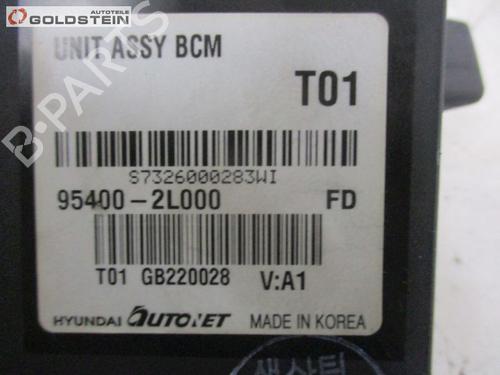 Autoteile
GOLDSTEIN
UNIT ASSY BCM
T01
S7326000283WI
95400-2L000 FD
T01 GB220028 V:A1
HYUNDAI AUTONET MADE IN KOREA
B-PARTS